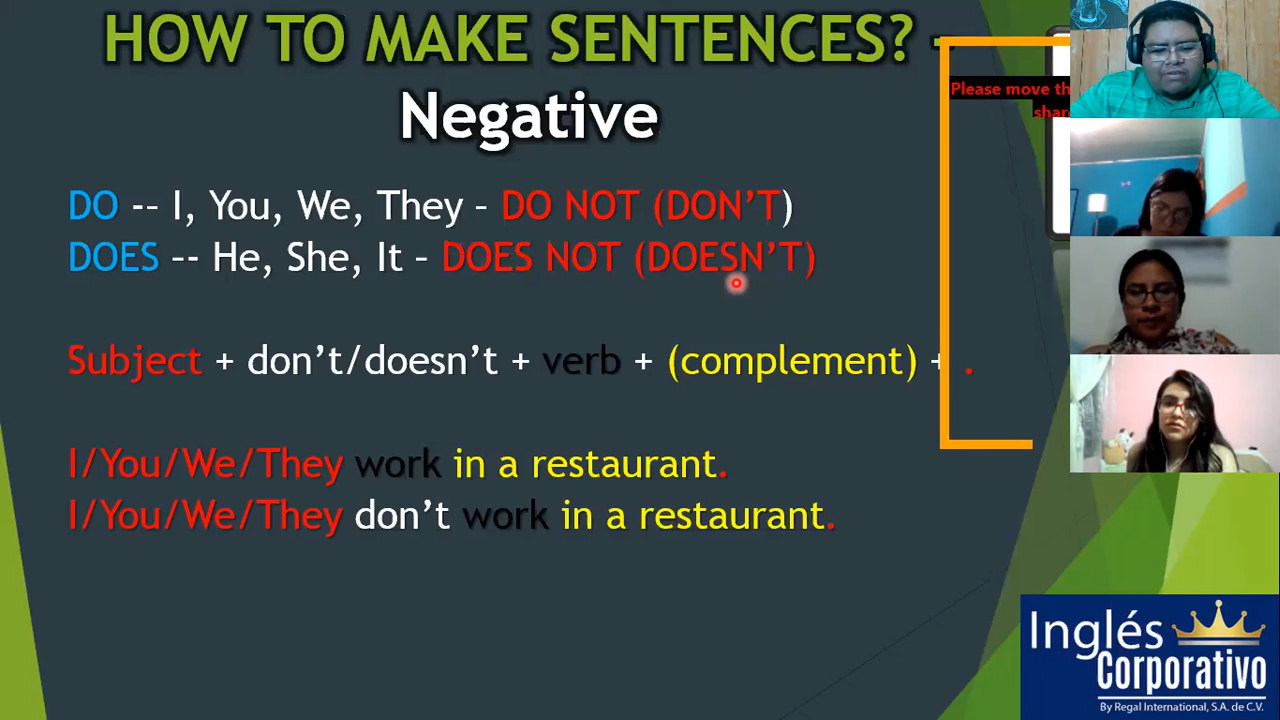 HOW TO MAKE SENTENCES? -
Negative
Please move
shar
DO -- I, You, We, They – DO NOT (DON'T)
DOES -- He, She, It – DOES NOT (DOESN'T)
Subject + don't/doesn't + verb + (complement) + .
I/You/We/They work in a restaurant.
I/You/We/They don't work in a restaurant.
Inglés
Corporativo
By Regal International, S.A. de C.V.